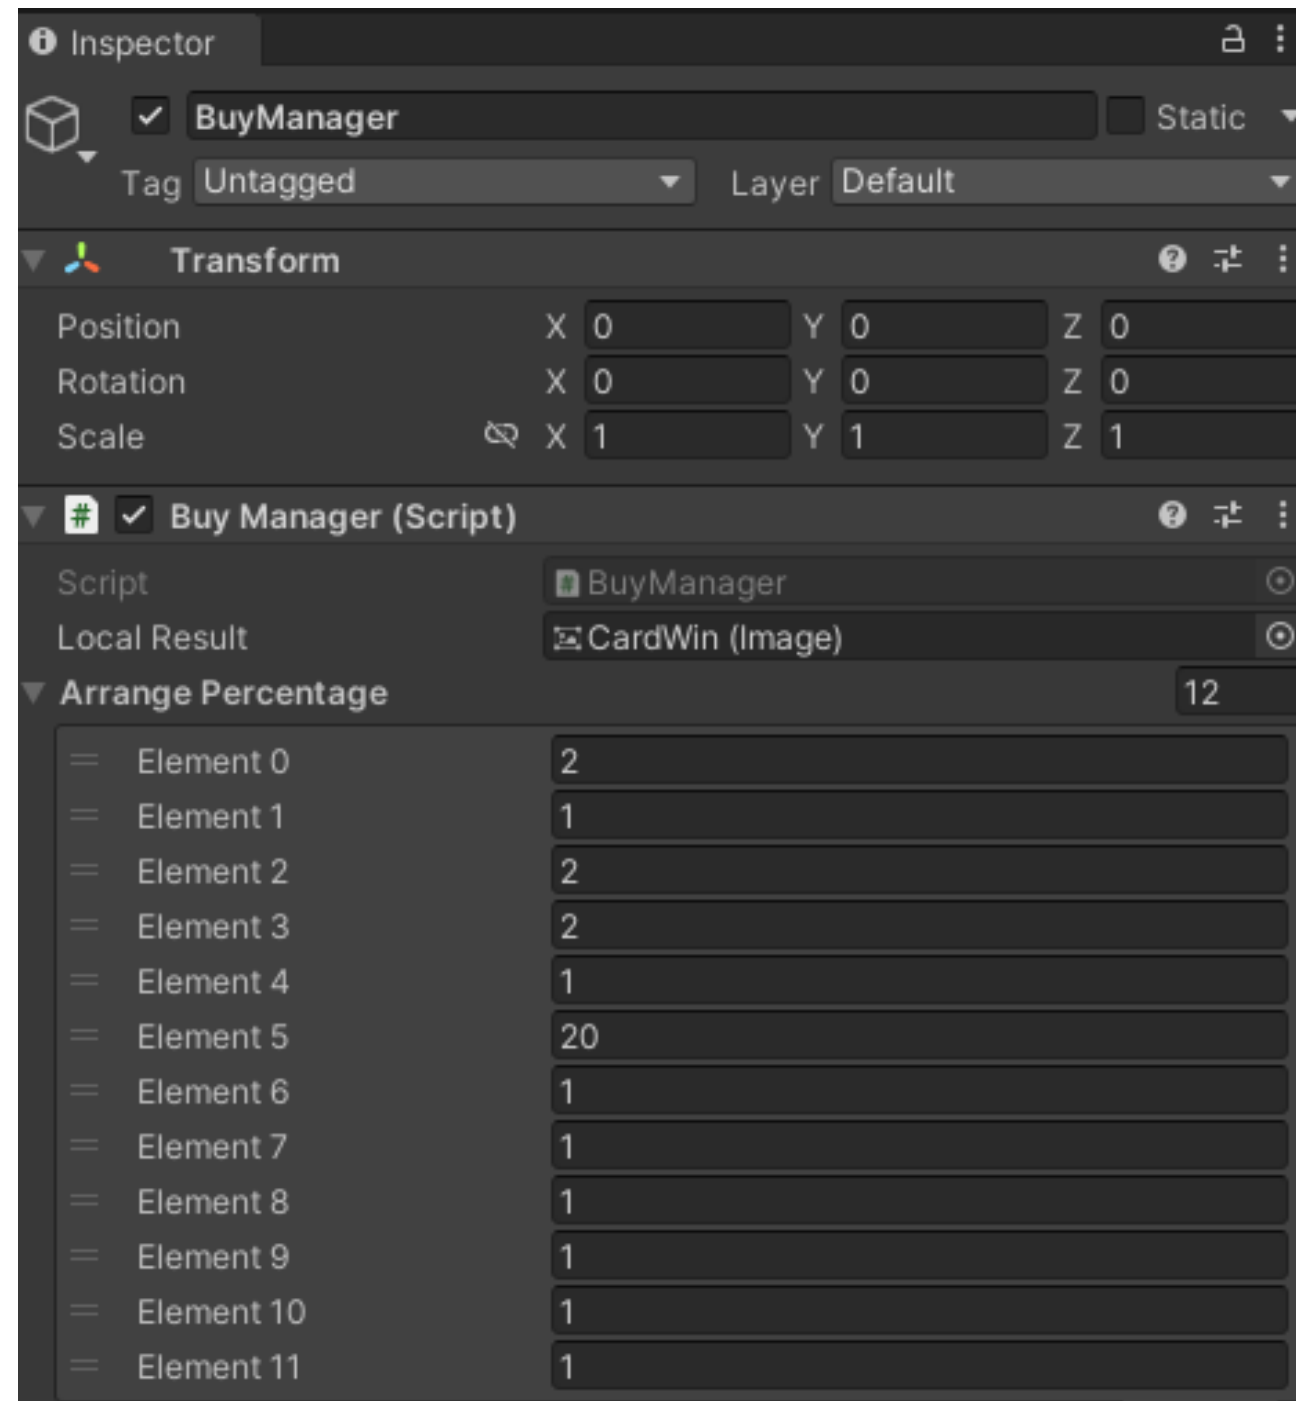 Inspector
BuyManager Static
Tag Untagged Layer Default
Transform
Position X 0 Y 0 Z 0
Rotation X 0 Y 0 Z 0
Scale X 1 Y 1 Z 1
# Buy Manager (Script)
Script # BuyManager
Local Result CardWin (Image)
Arrange Percentage 12
Element 0 2
Element 1 1
Element 2 2
Element 3 2
Element 4 1
Element 5 20
Element 6 1
Element 7 1
Element 8 1
Element 9 1
Element 10 1
Element 11 1